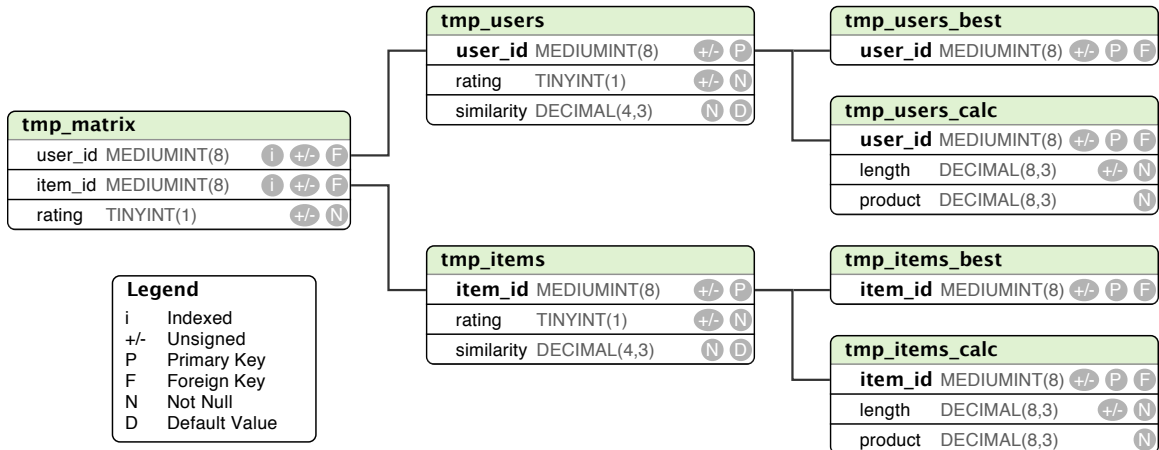 tmp_matrix
user_id MEDIUMINT(8) i +/- F
item_id MEDIUMINT(8) i +/- F
rating TINYINT(1) +/- N
Legend
i Indexed
+/- Unsigned
P Primary Key
F Foreign Key
N Not Null
D Default Value
tmp_users
user_id MEDIUMINT(8) +/- P
rating TINYINT(1) +/- N
similarity DECIMAL(4,3) N D
tmp_items
item_id MEDIUMINT(8) +/- P
rating TINYINT(1) +/- N
similarity DECIMAL(4,3) N D
tmp_users_best
user_id MEDIUMINT(8) +/- P F
tmp_users_calc
user_id MEDIUMINT(8) +/- P F
length DECIMAL(8,3) +/- N
product DECIMAL(8,3) N
tmp_items_best
item_id MEDIUMINT(8) +/- P F
tmp_items_calc
item_id MEDIUMINT(8) +/- P F
length DECIMAL(8,3) +/- N
product DECIMAL(8,3) N